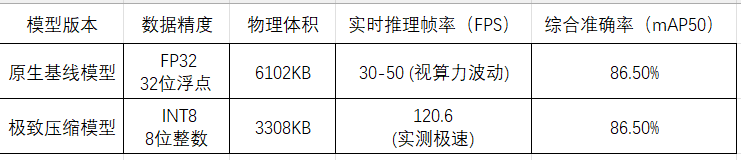 模型版本 数据精度 物理体积 实时推理帧率（FPS） 综合准确率（mAP50）
原生基线模型 FP32 6102KB 30-50 (视算力波动) 86.50%
32位浮点
极致压缩模型 INT8 3308KB 120.6 86.50%
8位整数 (实测极速)